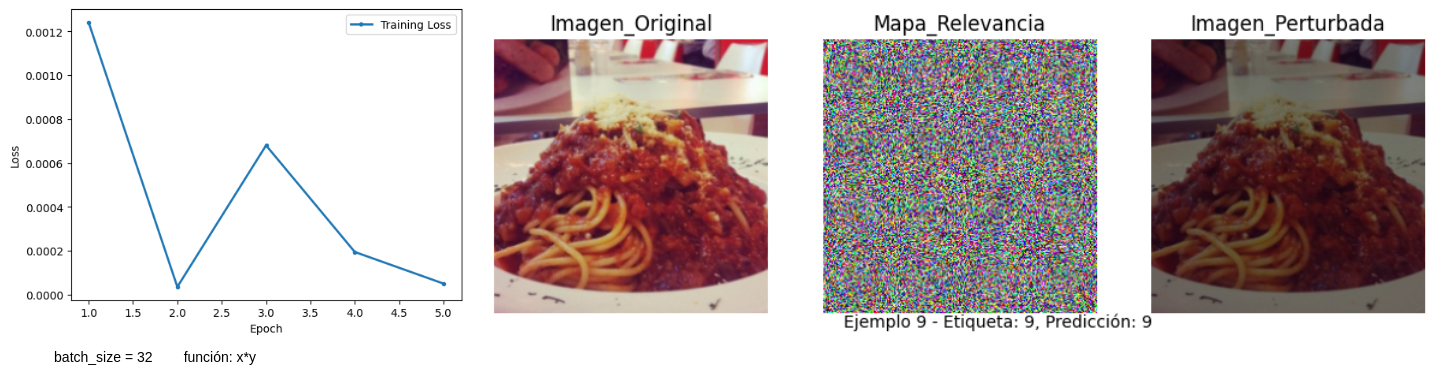 Training Loss
Loss
0.0012
0.0010
0.0008
0.0006
0.0004
0.0002
0.0000
1.0 1.5 2.0 2.5 3.0 3.5 4.0 4.5 5.0
Epoch
batch_size = 32 función: x*y
Imagen_Original
Mapa_Relevancia
Imagen_Perturbada
Ejemplo 9 - Etiqueta: 9, Predicción: 9